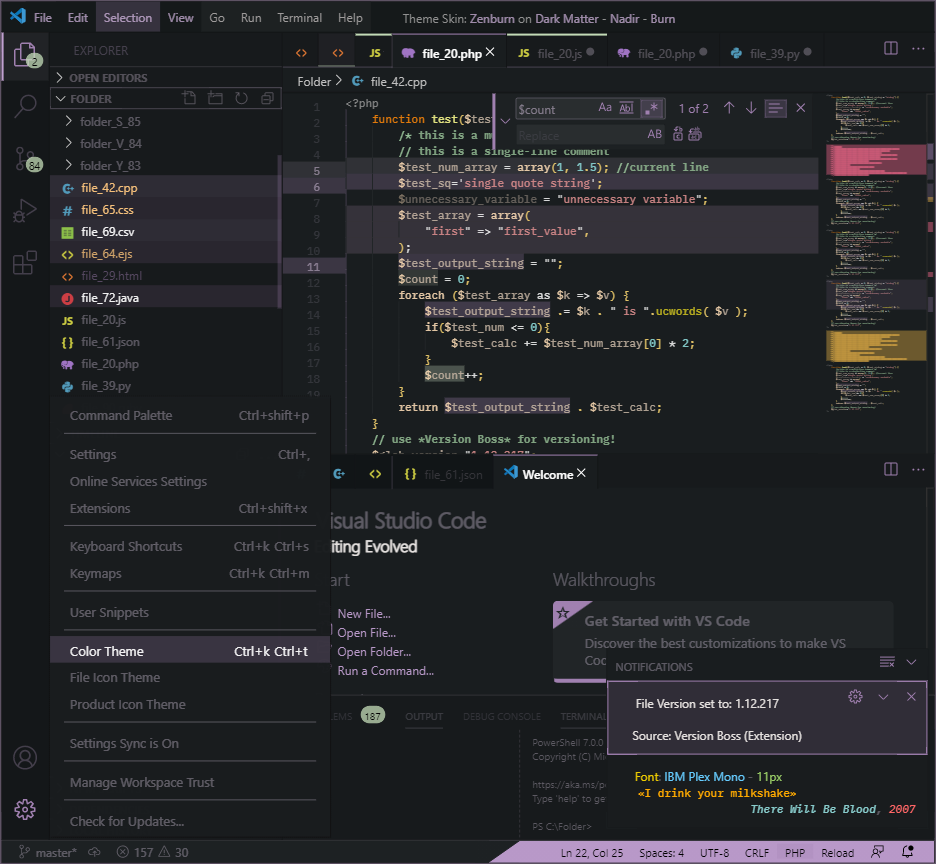 File Edit Selection View Go Run Terminal Help Theme Skin: Zenburn on Dark Matter - Nadir - Burn
2
84
EXPLORER
OPEN EDITORS
FOLDER
folder_S_85
folder_V_84
folder_Y_83
file_42.cpp
file_65.css
file_69.csv
file_64.ejs
file_29.html
file_72.java
file_20.js
file_61.json
file_20.php
file_39.py
JS file_20.php JS file_20.js file_20.php file_39.py
Folder > file_42.cpp
$count Aa Ab .* 1 of 2
Replace AB
1 <?php
2 function test($tes
3 /* this is a m
4 // this is a single-line comment
5 $test_num_array = array(1, 1.5); //current line
6 $test_sq='single quote string';
7 $unnecessary_variable = "unnecessary variable";
8 $test_array = array(
9 "first" => "first_value",
10 );
11 $test_output_string = "";
12 $count = 0;
13 foreach ($test_array as $k => $v) {
14 $test_output_string .= $k . " is ".ucwords( $v );
15 if($test_num <= 0){
16 $test_calc += $test_num_array[0] * 2;
17 }
18 $count++;
19 }
return $test_output_string . $test_calc;
}
// use *Version Boss* for versioning!
Command Palette Ctrl+shift+p
Settings Ctrl+,
Online Services Settings
Extensions Ctrl+shift+x
Keyboard Shortcuts Ctrl+k Ctrl+s
Keymaps Ctrl+k Ctrl+m
User Snippets
Color Theme Ctrl+k Ctrl+t
File Icon Theme
Product Icon Theme
Settings Sync is On
Manage Workspace Trust
Check for Updates...
file_61.json Welcome
isual Studio Code
iting Evolved
art
New File...
Open File...
Open Folder...
Run a Command...
Walkthroughs
Get Started with VS Code
Discover the best customizations to make VS
Coc
NOTIFICATIONS
File Version set to: 1.12.217
Source: Version Boss (Extension)
LEMS 187 OUTPUT DEBUG CONSOLE TERMINAL
PowerShell 7.0.0
Copyright (C) Mi
https://aka.ms/p
Type 'help' to ge
PS C:\Folder>
Font: IBM Plex Mono - 11px
«I drink your milkshake»
There Will Be Blood, 2007
master* 157 30 Ln 22, Col 25 Spaces: 4 UTF-8 CRLF PHP Reload